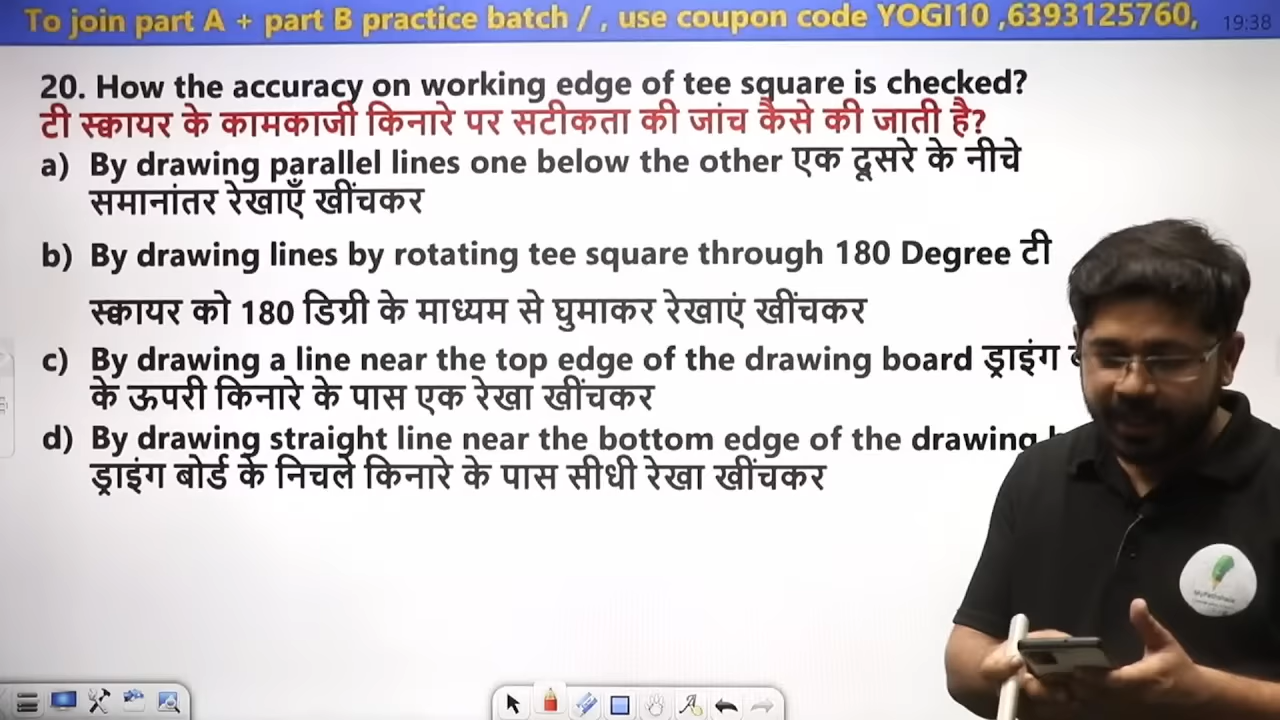 To join part A + part B practice batch / , use coupon code YOGI10 ,6393125760,
19:38
20. How the accuracy on working edge of tee square is checked?
टी स्क्वायर के कामकाजी किनारे पर सटीकता की जांच कैसे की जाती है?
a) By drawing parallel lines one below the other एक दूसरे के नीचे
समानांतर रेखाएँ खींचकर
b) By drawing lines by rotating tee square through 180 Degree टी
स्क्वायर को 180 डिग्री के माध्यम से घुमाकर रेखाएं खींचकर
c) By drawing a line near the top edge of the drawing board ड्राइंग
के ऊपरी किनारे के पास एक रेखा खींचकर
d) By drawing straight line near the bottom edge of the drawing
ड्राइंग बोर्ड के निचले किनारे के पास सीधी रेखा खींचकर